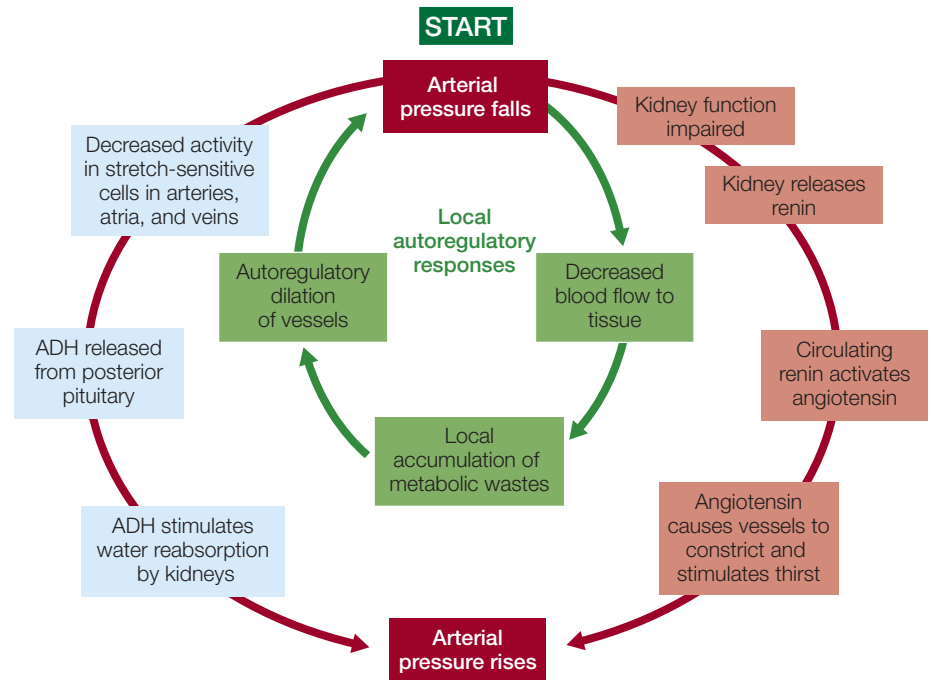 START
Arterial
pressure falls
Kidney function
impaired
Kidney releases
renin
Circulating
renin activates
angiotensin
Angiotensin
causes vessels to
constrict and
stimulates thirst
Decreased activity
in stretch-sensitive
cells in arteries,
atria, and veins
ADH released
from posterior
pituitary
ADH stimulates
water reabsorption
by kidneys
Local
autoregulatory
responses
Decreased
blood flow to
tissue
Local
accumulation of
metabolic wastes
Autoregulatory
dilation
of vessels
Arterial
pressure rises